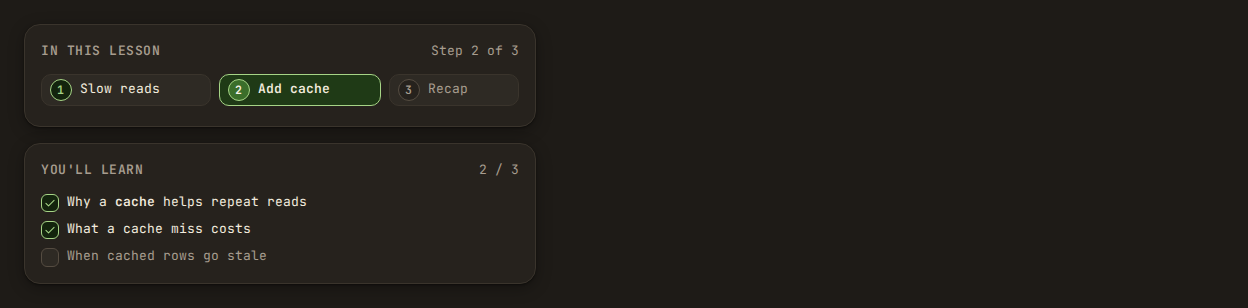 IN THIS LESSON Step 2 of 3
1 Slow reads 2 Add cache 3 Recap
YOU'LL LEARN 2 / 3
Why a cache helps repeat reads
What a cache miss costs
When cached rows go stale